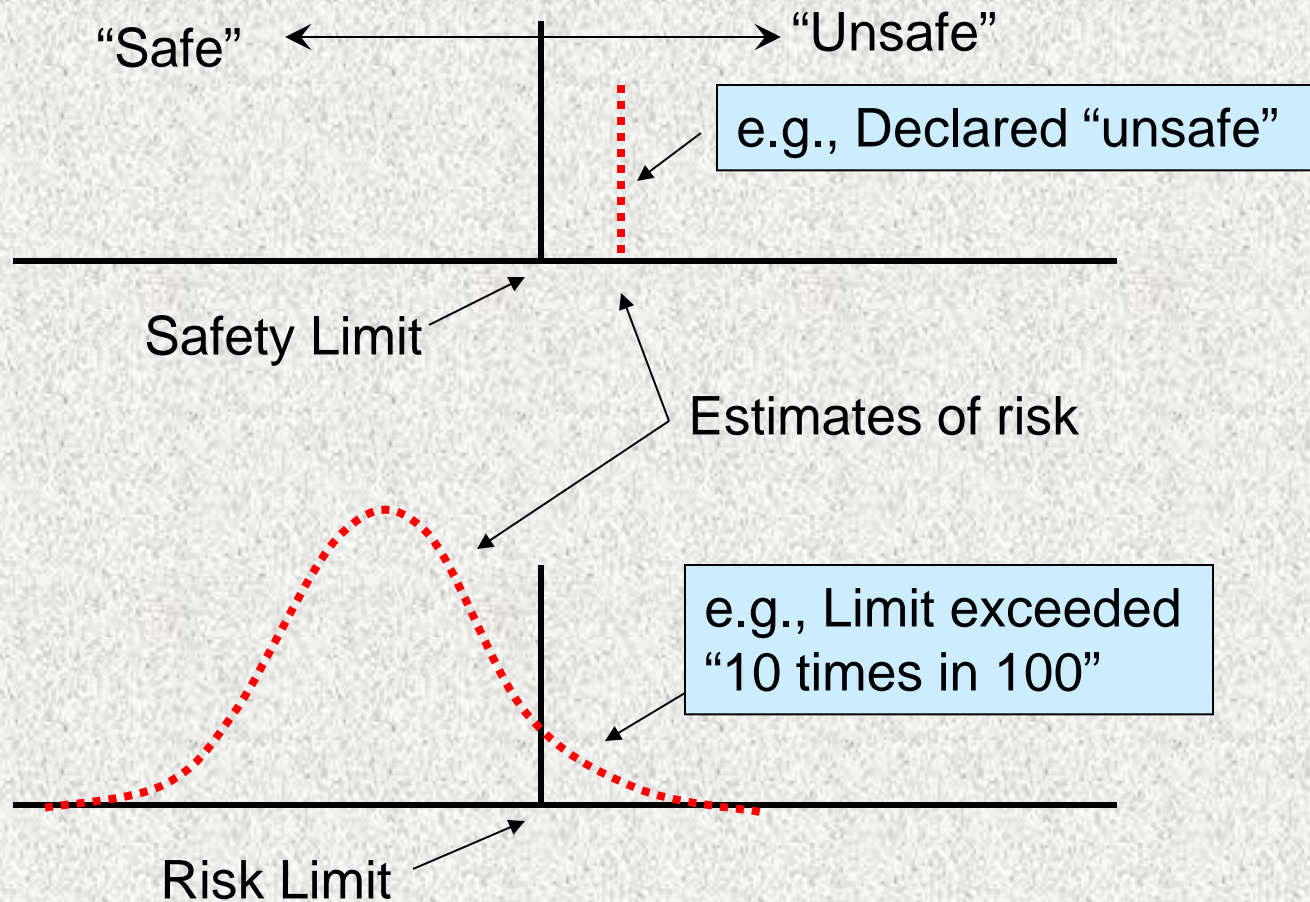 “Safe”
“Unsafe”
e.g., Declared “unsafe”
Safety Limit
Estimates of risk
e.g., Limit exceeded
“10 times in 100”
Risk Limit